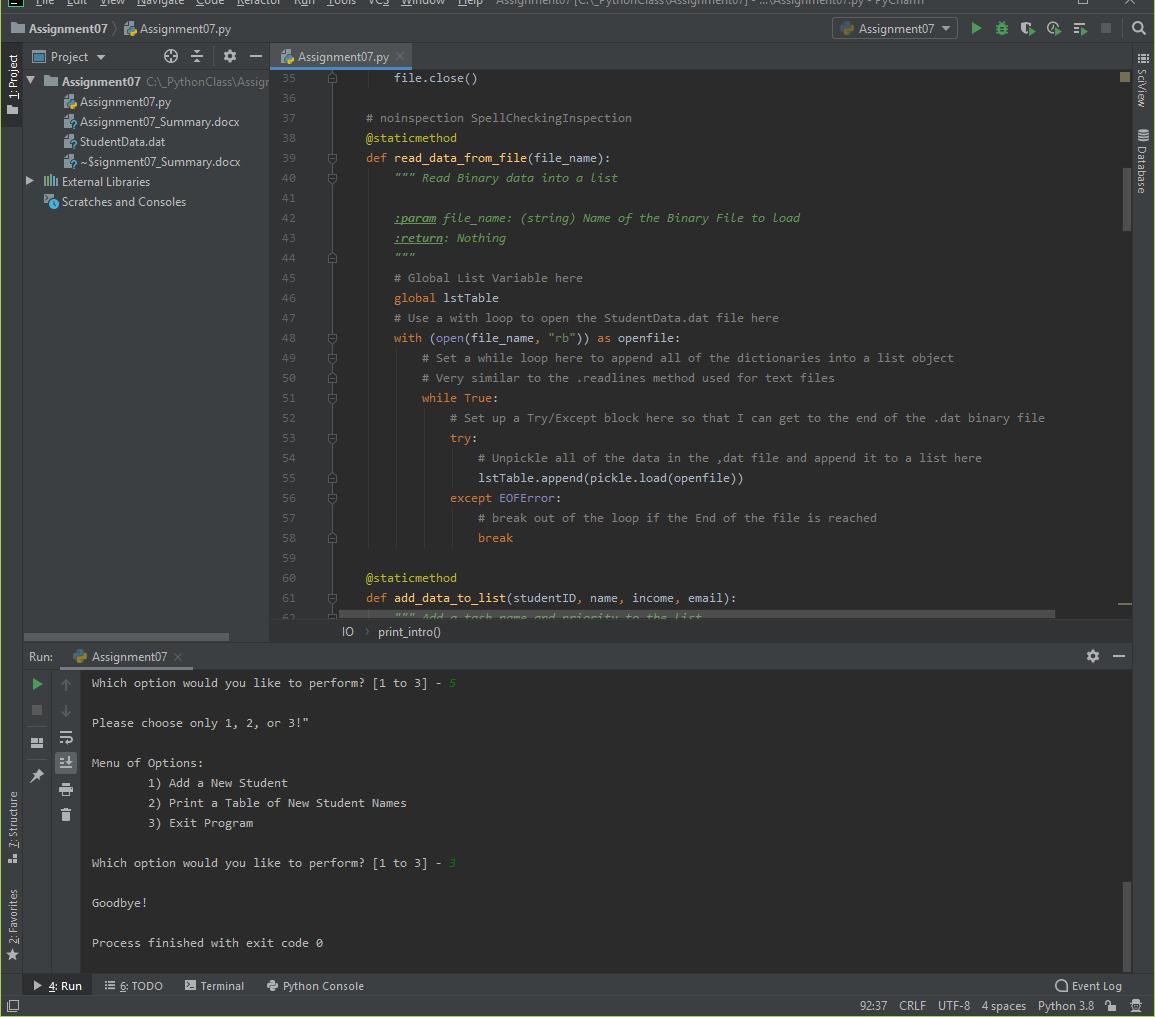 File Edit View Navigate Code Refactor Run Tools VCS Window Help Assignment07 [C:\_PythonClass\Assignment07] - ...\Assignment07.py - PyCharm
Assignment07 Assignment07.py Assignment07
1: Project
Project
Assignment07.py
Assignment07 C:\_PythonClass\Assign
Assignment07.py
Assignment07_Summary.docx
StudentData.dat
~$signment07_Summary.docx
External Libraries
Scratches and Consoles
35 file.close()
36
37 # noinspection SpellCheckingInspection
38 @staticmethod
39 def read_data_from_file(file_name):
40 """ Read Binary data into a list
41
42 :param file_name: (string) Name of the Binary File to load
43 :return: Nothing
44 """
45 # Global List Variable here
46 global lstTable
47 # Use a with loop to open the StudentData.dat file here
48 with (open(file_name, "rb")) as openfile:
49 # Set a while loop here to append all of the dictionaries into a list object
50 # Very similar to the .readlines method used for text files
51 while True:
52 # Set up a Try/Except block here so that I can get to the end of the .dat binary file
53 try:
54 # Unpickle all of the data in the ,dat file and append it to a list here
55 lstTable.append(pickle.load(openfile))
56 except EOFError:
57 # break out of the loop if the End of the file is reached
58 break
59
60 @staticmethod
61 def add_data_to_list(studentID, name, income, email):
62 """ Add a task name and priority to the list
IO print_intro()
SciView
Database
Run: Assignment07
Which option would you like to perform? [1 to 3] - 5
Please choose only 1, 2, or 3!"
Menu of Options:
1) Add a New Student
2) Print a Table of New Student Names
3) Exit Program
Which option would you like to perform? [1 to 3] - 3
Goodbye!
Process finished with exit code 0
7: Structure
2: Favorites
4: Run 6: TODO Terminal Python Console Event Log
92:37 CRLF UTF-8 4 spaces Python 3.8